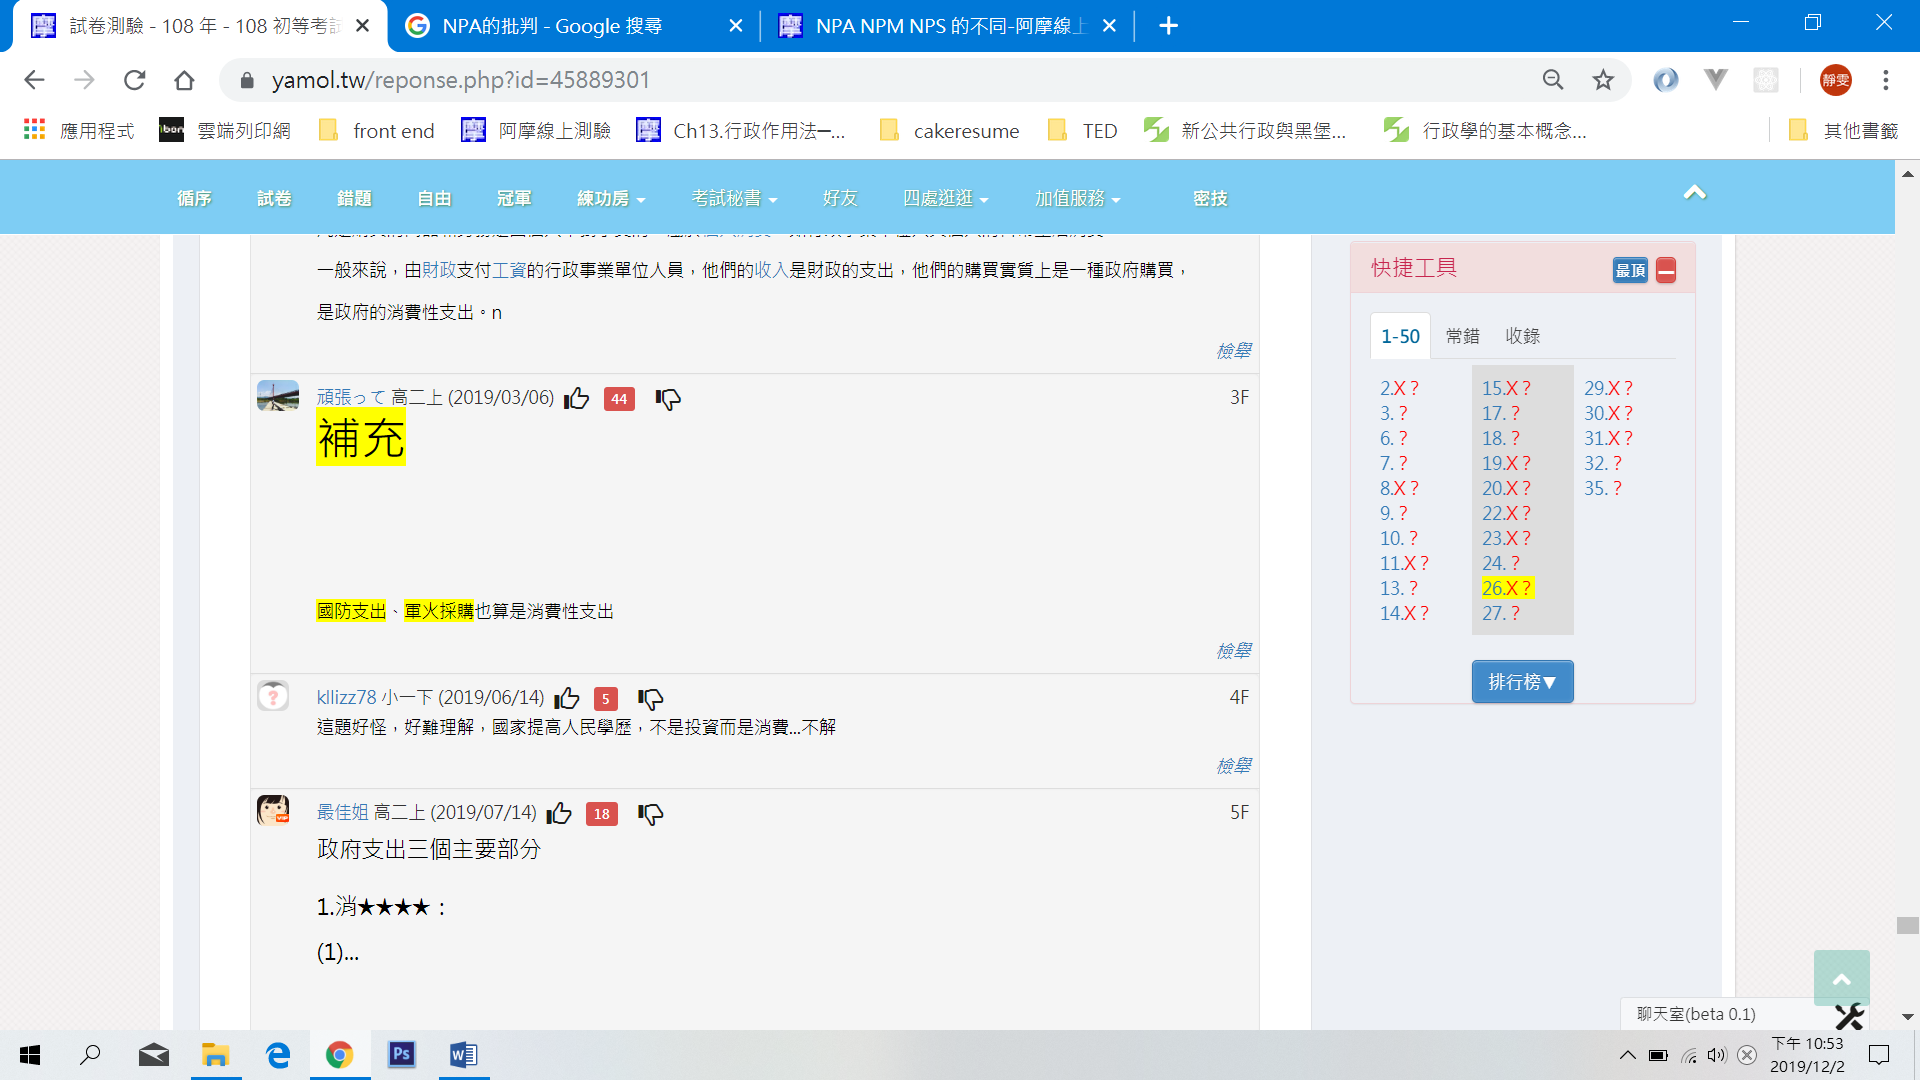 試卷測驗 - 108 年 - 108 初等考
NPA的批判 - Google 搜尋
NPA NPM NPS 的不同-阿摩線上
yamol.tw/reponse.php?id=45889301
靜雯
應用程式
ibon
雲端列印網
front end
阿摩線上測驗
Ch13.行政作用法─...
cakeresume
TED
新公共行政與黑堡...
行政學的基本概念...
其他書籤
循序 試卷 錯題 自由 冠軍 練功房 考試秘書 好友 四處逛逛 加值服務 密技
一般來說，由財政支付工資的行政事業單位人員，他們的收入是財政的支出，他們的購買實質上是一種政府購買，
是政府的消費性支出。n
檢舉
頑張って 高二上 (2019/03/06) 44 3F
補充
國防支出、軍火採購也算是消費性支出
檢舉
kllizz78 小一下 (2019/06/14) 5 4F
這題好怪，好難理解，國家提高人民學歷，不是投資而是消費...不解
檢舉
最佳姐 高二上 (2019/07/14) 18 5F
政府支出三個主要部分
1.消★★★★：
(1)...
快捷工具 最頂
1-50 常錯 收錄
2.X ? 15.X ? 29.X ?
3. ? 17. ? 30.X ?
6. ? 18. ? 31.X ?
7. ? 19.X ? 32. ?
8.X ? 20.X ? 35. ?
9. ? 22.X ?
10. ? 23.X ?
11.X ? 24. ?
13. ? 26.X ?
14.X ? 27. ?
排行榜▼
聊天室(beta 0.1)
Ps
下午 10:53
2019/12/2